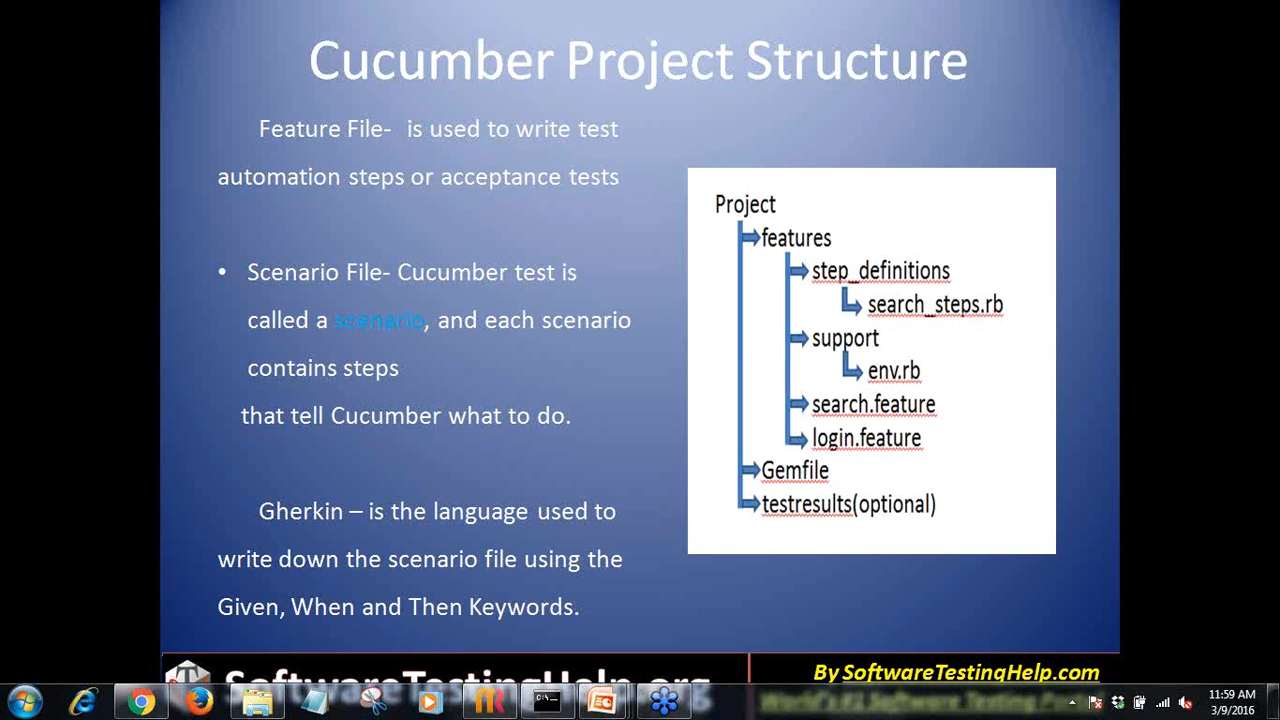 Cucumber Project Structure
Feature File- is used to write test
automation steps or acceptance tests
• Scenario File- Cucumber test is
called a scenario, and each scenario
contains steps
that tell Cucumber what to do.
Gherkin – is the language used to
write down the scenario file using the
Given, When and Then Keywords.
Project
features
step_definitions
search_steps.rb
support
env.rb
search.feature
login.feature
Gemfile
testresults(optional)
SoftwareTestingHelp.org
By SoftwareTestingHelp.com
11:59 AM
3/9/2016